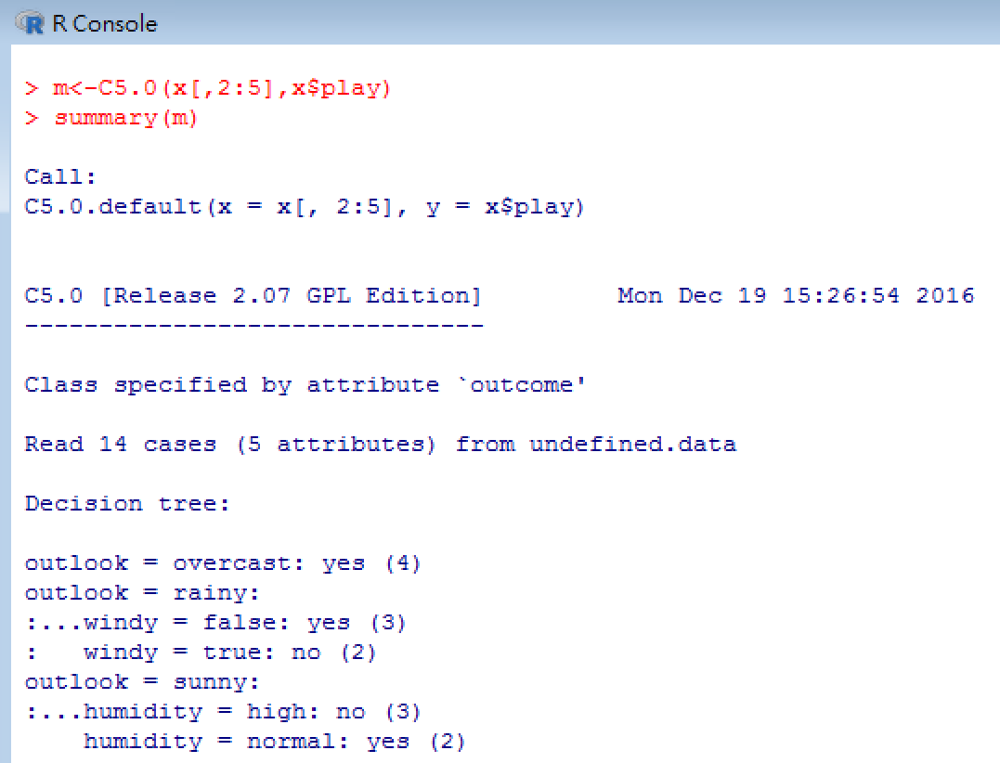 R Console
> m<-C5.0(x[,2:5],x$play)
> summary(m)
Call:
C5.0.default(x = x[, 2:5], y = x$play)
C5.0 [Release 2.07 GPL Edition]         Mon Dec 19 15:26:54 2016
-------------------------------
Class specified by attribute `outcome'
Read 14 cases (5 attributes) from undefined.data
Decision tree:
outlook = overcast: yes (4)
outlook = rainy:
:...windy = false: yes (3)
:   windy = true: no (2)
outlook = sunny:
:...humidity = high: no (3)
    humidity = normal: yes (2)